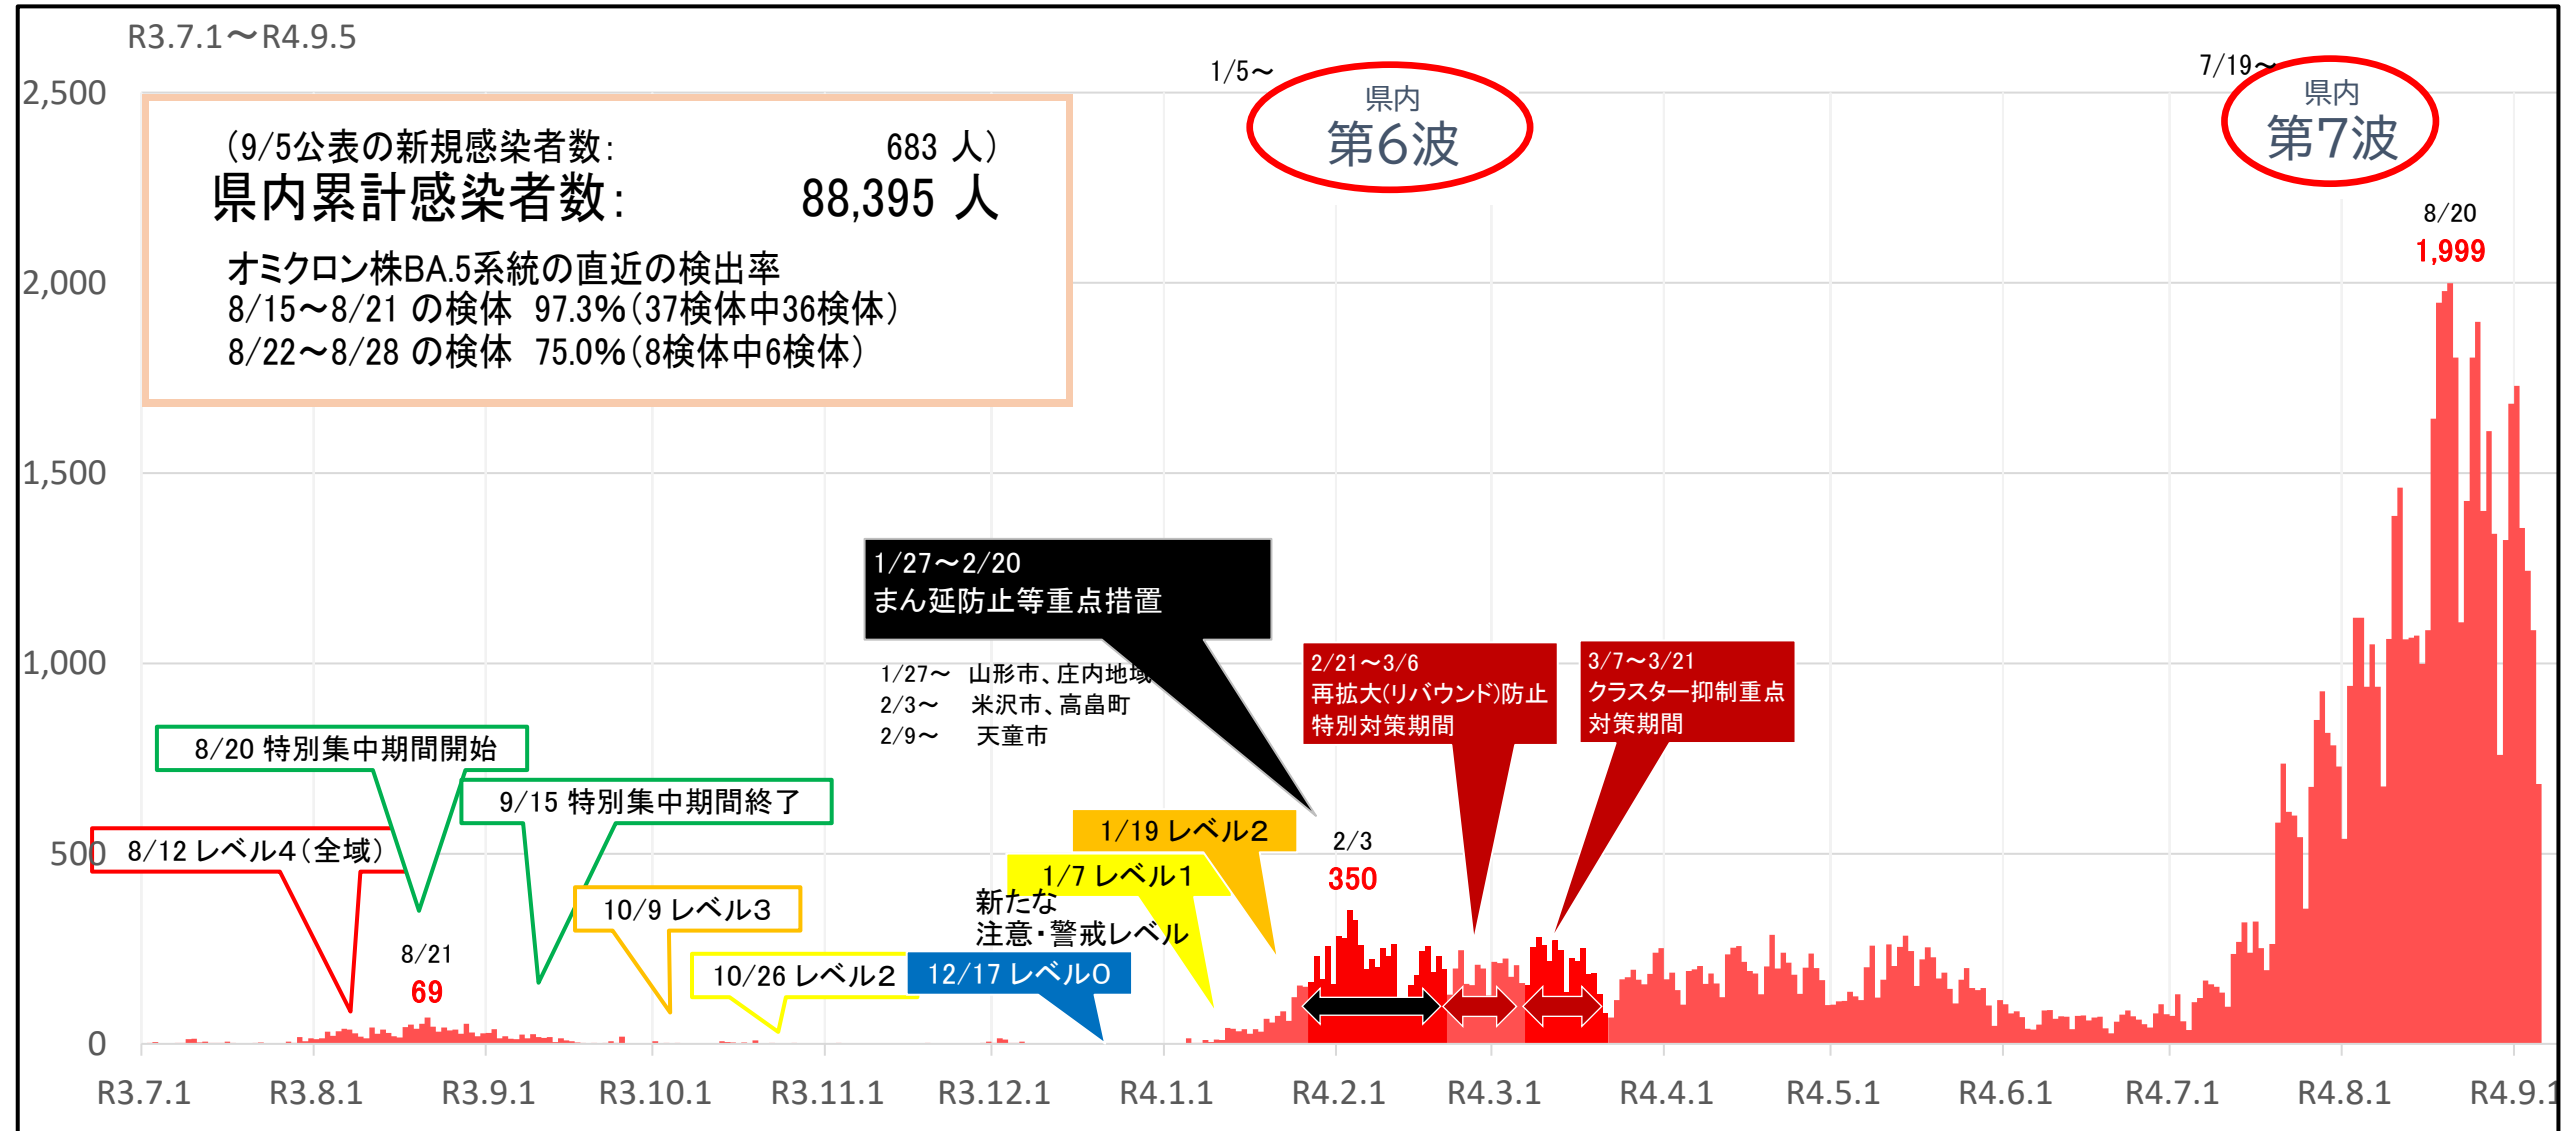 R3.7.1～R4.9.5
1/5～
県内
第6波
7/19～
県内
第7波
2,500
2,000
1,500
1,000
500
0
（9/5公表の新規感染者数： 683 人）
県内累計感染者数： 88,395 人
オミクロン株BA.5系統の直近の検出率
8/15～8/21 の検体 97.3%（37検体中36検体）
8/22～8/28 の検体 75.0%（8検体中6検体）
8/20
1,999
1/27～2/20
まん延防止等重点措置
1/27～ 山形市、庄内地域
2/3～ 米沢市、高畠町
2/9～ 天童市
2/21～3/6
再拡大(リバウンド)防止
特別対策期間
3/7～3/21
クラスター抑制重点
対策期間
8/20 特別集中期間開始
9/15 特別集中期間終了
8/12 レベル4（全域）
10/9 レベル3
10/26 レベル2
1/19 レベル2
1/7 レベル1
新たな
注意・警戒レベル
12/17 レベル0
8/21
69
2/3
350
R3.7.1 R3.8.1 R3.9.1 R3.10.1 R3.11.1 R3.12.1 R4.1.1 R4.2.1 R4.3.1 R4.4.1 R4.5.1 R4.6.1 R4.7.1 R4.8.1 R4.9.1